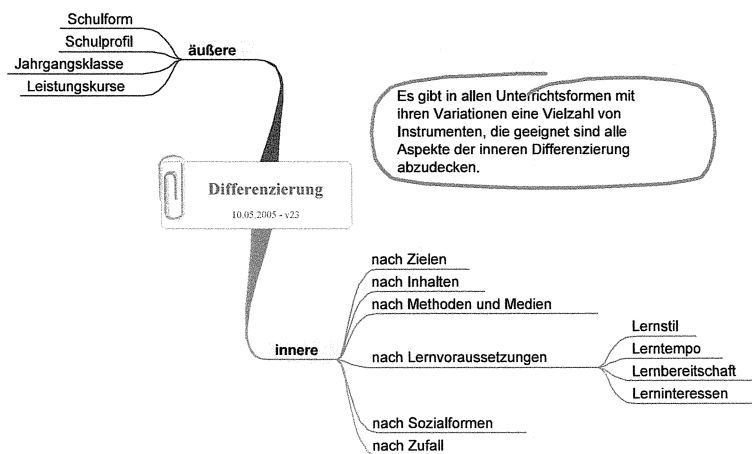 Schulform
Schulprofil
Jahrgangsklasse
Leistungskurse
äußere
Es gibt in allen Unterrichtsformen mit
ihren Variationen eine Vielzahl von
Instrumenten, die geeignet sind alle
Aspekte der inneren Differenzierung
abzudecken.
Differenzierung
10.05.2005 - v23
innere
nach Zielen
nach Inhalten
nach Methoden und Medien
nach Lernvoraussetzungen
Lernstil
Lerntempo
Lernbereitschaft
Lerninteressen
nach Sozialformen
nach Zufall